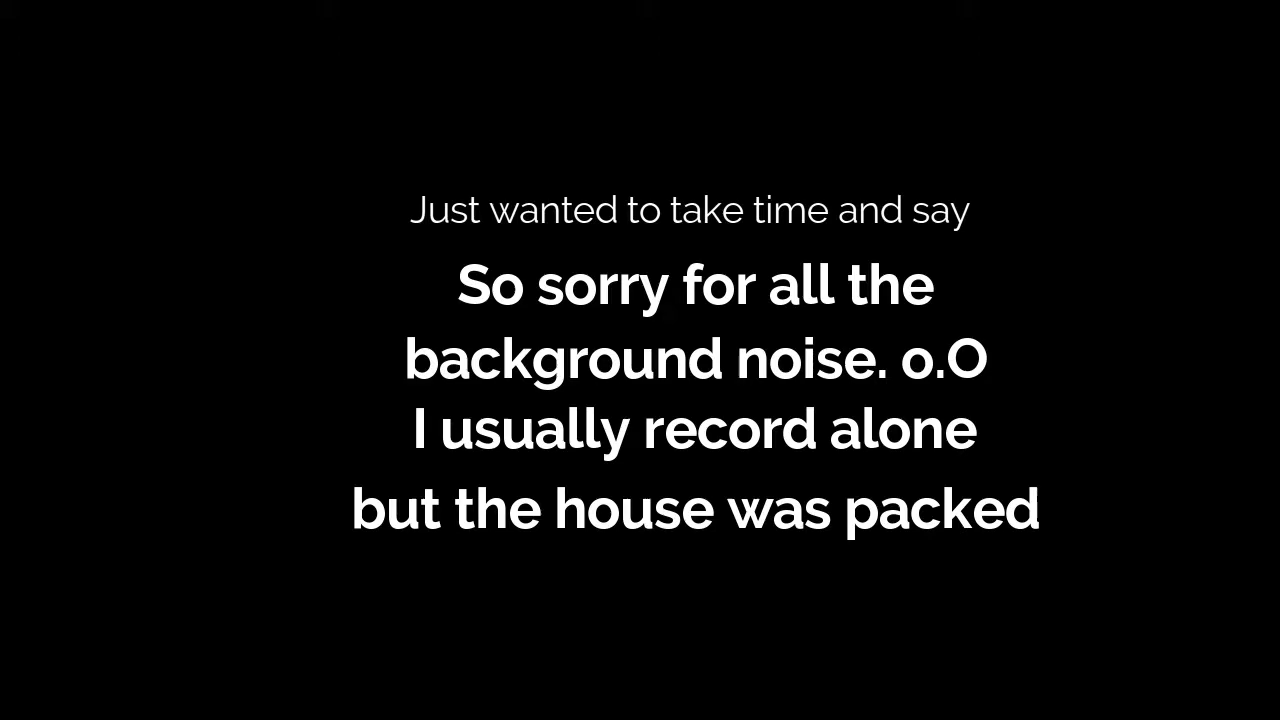 Just wanted to take time and say
So sorry for all the
background noise. o.O
I usually record alone
but the house was packed